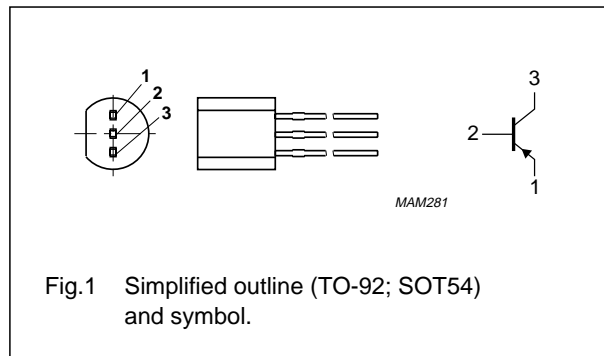 1
2
3
3
2
1
MAM281
Fig.1 Simplified outline (TO-92; SOT54)
and symbol.